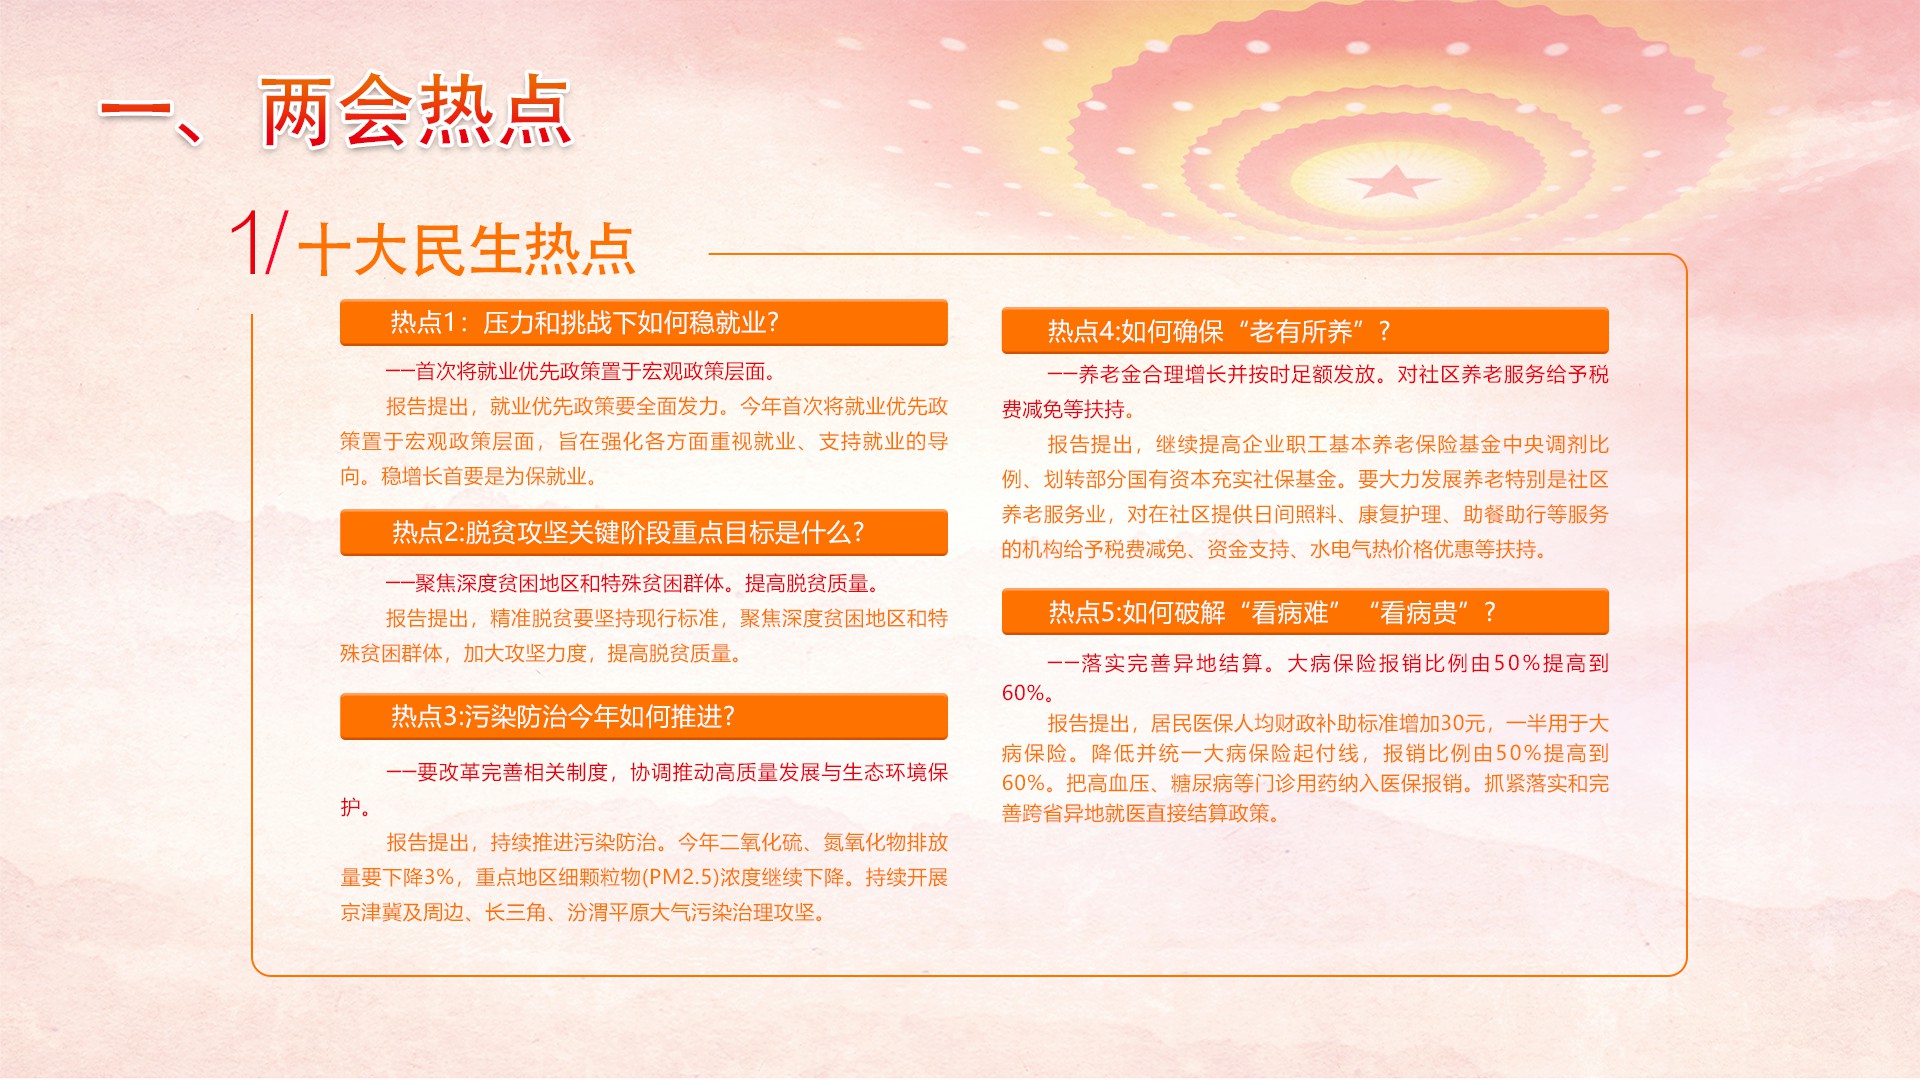 一、两会热点
1/十大民生热点
热点1：压力和挑战下如何稳就业?
——首次将就业优先政策置于宏观政策层面。
报告提出，就业优先政策要全面发力。今年首次将就业优先政
策置于宏观政策层面，旨在强化各方面重视就业、支持就业的导
向。稳增长首要是为保就业。
热点2:脱贫攻坚关键阶段重点目标是什么?
——聚焦深度贫困地区和特殊贫困群体。提高脱贫质量。
报告提出，精准脱贫要坚持现行标准，聚焦深度贫困地区和特
殊贫困群体，加大攻坚力度，提高脱贫质量。
热点3:污染防治今年如何推进?
——要改革完善相关制度，协调推动高质量发展与生态环境保
护。
报告提出，持续推进污染防治。今年二氧化硫、氮氧化物排放
量要下降3%，重点地区细颗粒物(PM2.5)浓度继续下降。持续开展
京津冀及周边、长三角、汾渭平原大气污染治理攻坚。
热点4:如何确保“老有所养”?
——养老金合理增长并按时足额发放。对社区养老服务给予税
费减免等扶持。
报告提出，继续提高企业职工基本养老保险基金中央调剂比
例、划转部分国有资本充实社保基金。要大力发展养老特别是社区
养老服务业，对在社区提供日间照料、康复护理、助餐助行等服务
的机构给予税费减免、资金支持、水电气热价格优惠等扶持。
热点5:如何破解“看病难”“看病贵”?
——落实完善异地结算。大病保险报销比例由50%提高到
60%。
报告提出，居民医保人均财政补助标准增加30元，一半用于大
病保险。降低并统一大病保险起付线，报销比例由50%提高到
60%。把高血压、糖尿病等门诊用药纳入医保报销。抓紧落实和完
善跨省异地就医直接结算政策。